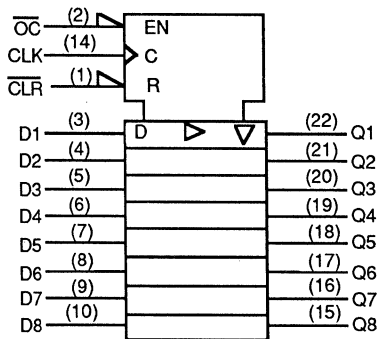 OC (2) EN
CLK (14) C
CLR (1) R
D1 (3) D (22) Q1
D2 (4) (21) Q2
D3 (5) (20) Q3
D4 (6) (19) Q4
D5 (7) (18) Q5
D6 (8) (17) Q6
D7 (9) (16) Q7
D8 (10) (15) Q8